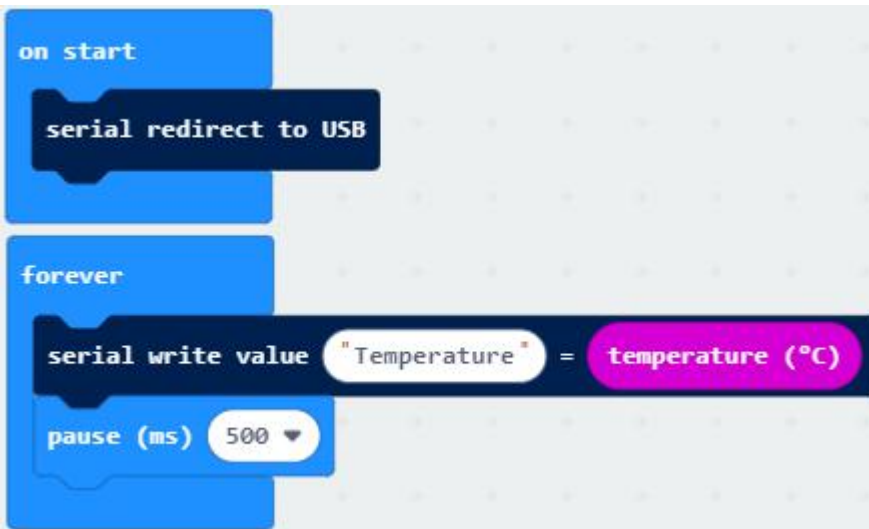 on start
serial redirect to USB
forever
serial write value "Temperature" = temperature (°C)
pause (ms) 500